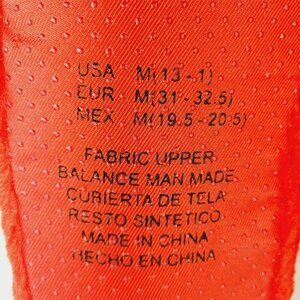 USA M(13-1)
EUR M(31-32.5)
MEX M(19.5-20.5)
FABRIC UPPER
BALANCE MAN MADE
CUBIERTA DE TELA
RESTO SINTETICO
MADE IN CHINA
HECHO EN CHINA